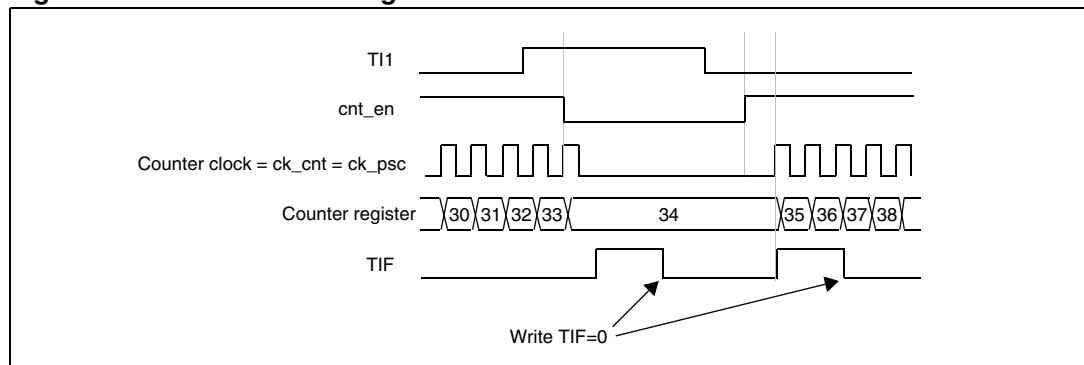 TI1
cnt_en
Counter clock = ck_cnt = ck_psc
Counter register 30 31 32 33 34 35 36 37 38
TIF
Write TIF=0